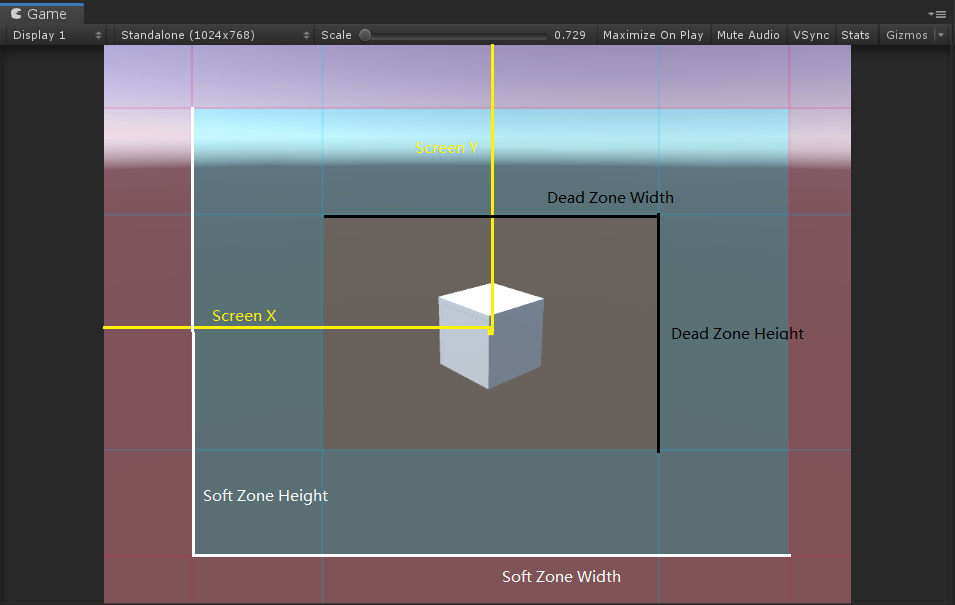 Game
Display 1 Standalone (1024x768) Scale 0.729 Maximize On Play Mute Audio VSync Stats Gizmos
Screen Y
Dead Zone Width
Screen X
Dead Zone Height
Soft Zone Height
Soft Zone Width